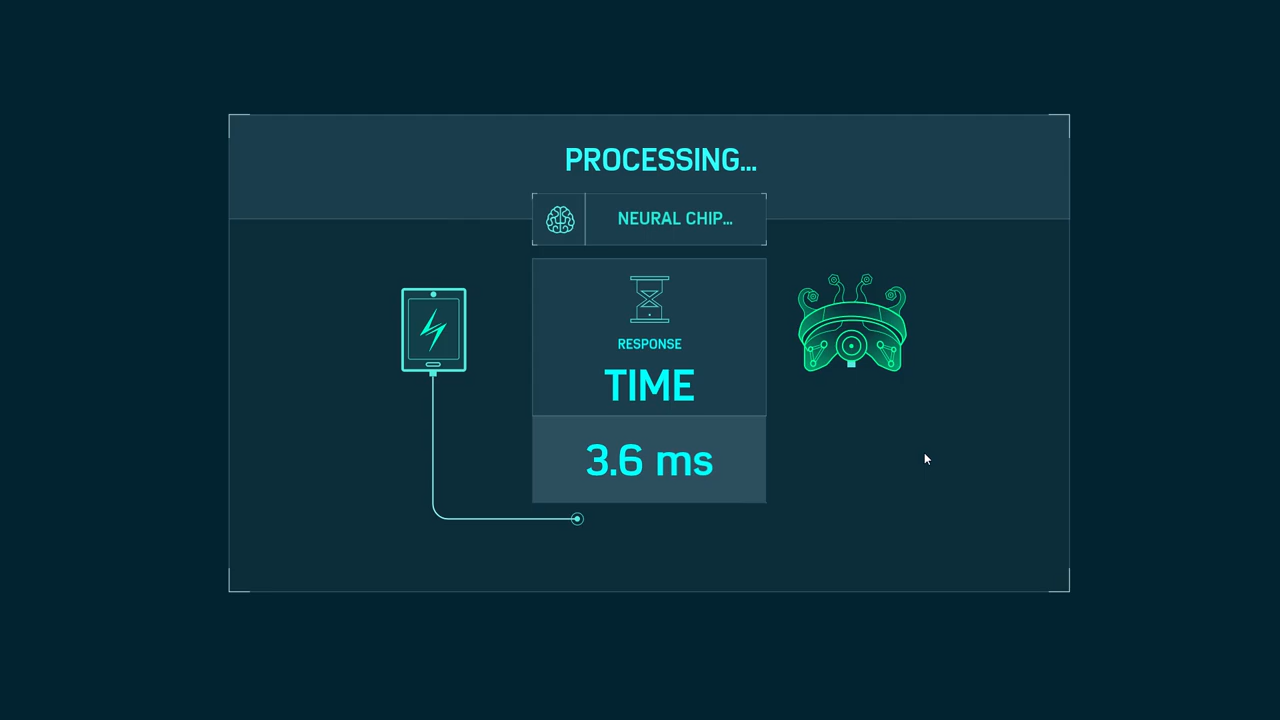 PROCESSING...
NEURAL CHIP...
RESPONSE
TIME
3.6 ms